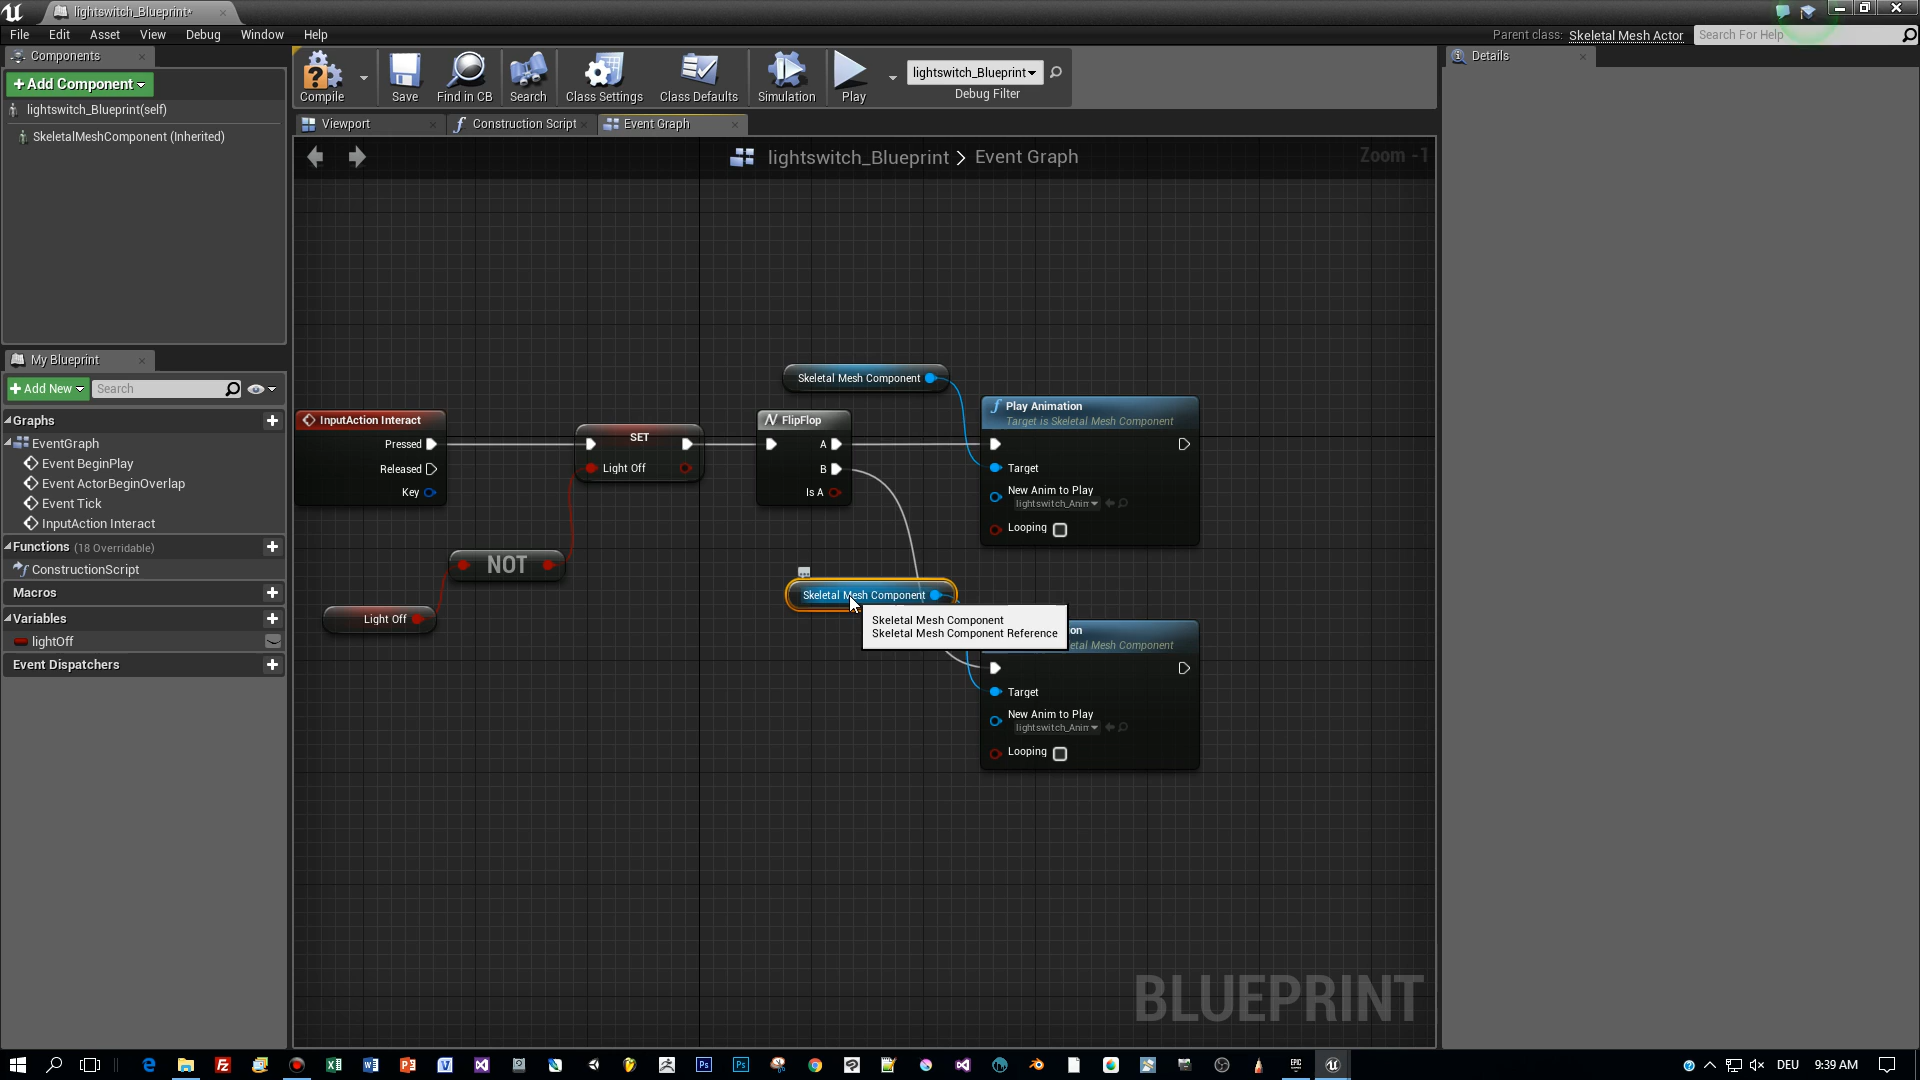 lightswitch_Blueprint*
File Edit Asset View Debug Window Help
Parent class: Skeletal Mesh Actor Search For Help
Components
Add Component
lightswitch_Blueprint(self)
SkeletalMeshComponent (Inherited)
Compile Save Find in CB Search Class Settings Class Defaults Simulation Play
lightswitch_Blueprint
Debug Filter
Details
Viewport Construction Script Event Graph
lightswitch_Blueprint > Event Graph
Zoom -1
My Blueprint
Add New Search
Graphs
EventGraph
Event BeginPlay
Event ActorBeginOverlap
Event Tick
InputAction Interact
Functions (18 Overridable)
ConstructionScript
Macros
Variables
lightOff
Event Dispatchers
InputAction Interact
Pressed
Released
Key
SET
Light Off
NOT
Light Off
FlipFlop
A
B
Is A
Skeletal Mesh Component
Play Animation
Target is Skeletal Mesh Component
Target
New Anim to Play
lightswitch_Anim
Looping
Skeletal Mesh Component
Skeletal Mesh Component
Skeletal Mesh Component Reference
on
etal Mesh Component
Target
New Anim to Play
lightswitch_Anim
Looping
BLUEPRINT
DEU 9:39 AM